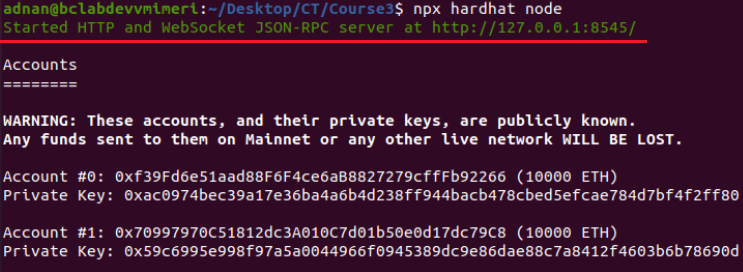 adnan@bclabdevvmimeri:~/Desktop/CT/Course3$ npx hardhat node
Started HTTP and WebSocket JSON-RPC server at http://127.0.0.1:8545/
Accounts
========
WARNING: These accounts, and their private keys, are publicly known.
Any funds sent to them on Mainnet or any other live network WILL BE LOST.
Account #0: 0xf39Fd6e51aad88F6F4ce6aB8827279cffFb92266 (10000 ETH)
Private Key: 0xac0974bec39a17e36ba4a6b4d238ff944bacb478cbed5efcae784d7bf4f2ff80
Account #1: 0x70997970C51812dc3A010C7d01b50e0d17dc79C8 (10000 ETH)
Private Key: 0x59c6995e998f97a5a0044966f0945389dc9e86dae88c7a8412f4603b6b78690d